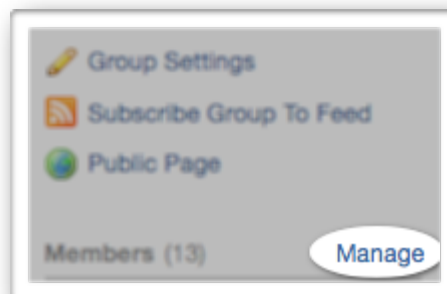 Group Settings
Subscribe Group To Feed
Public Page
Members (13) Manage